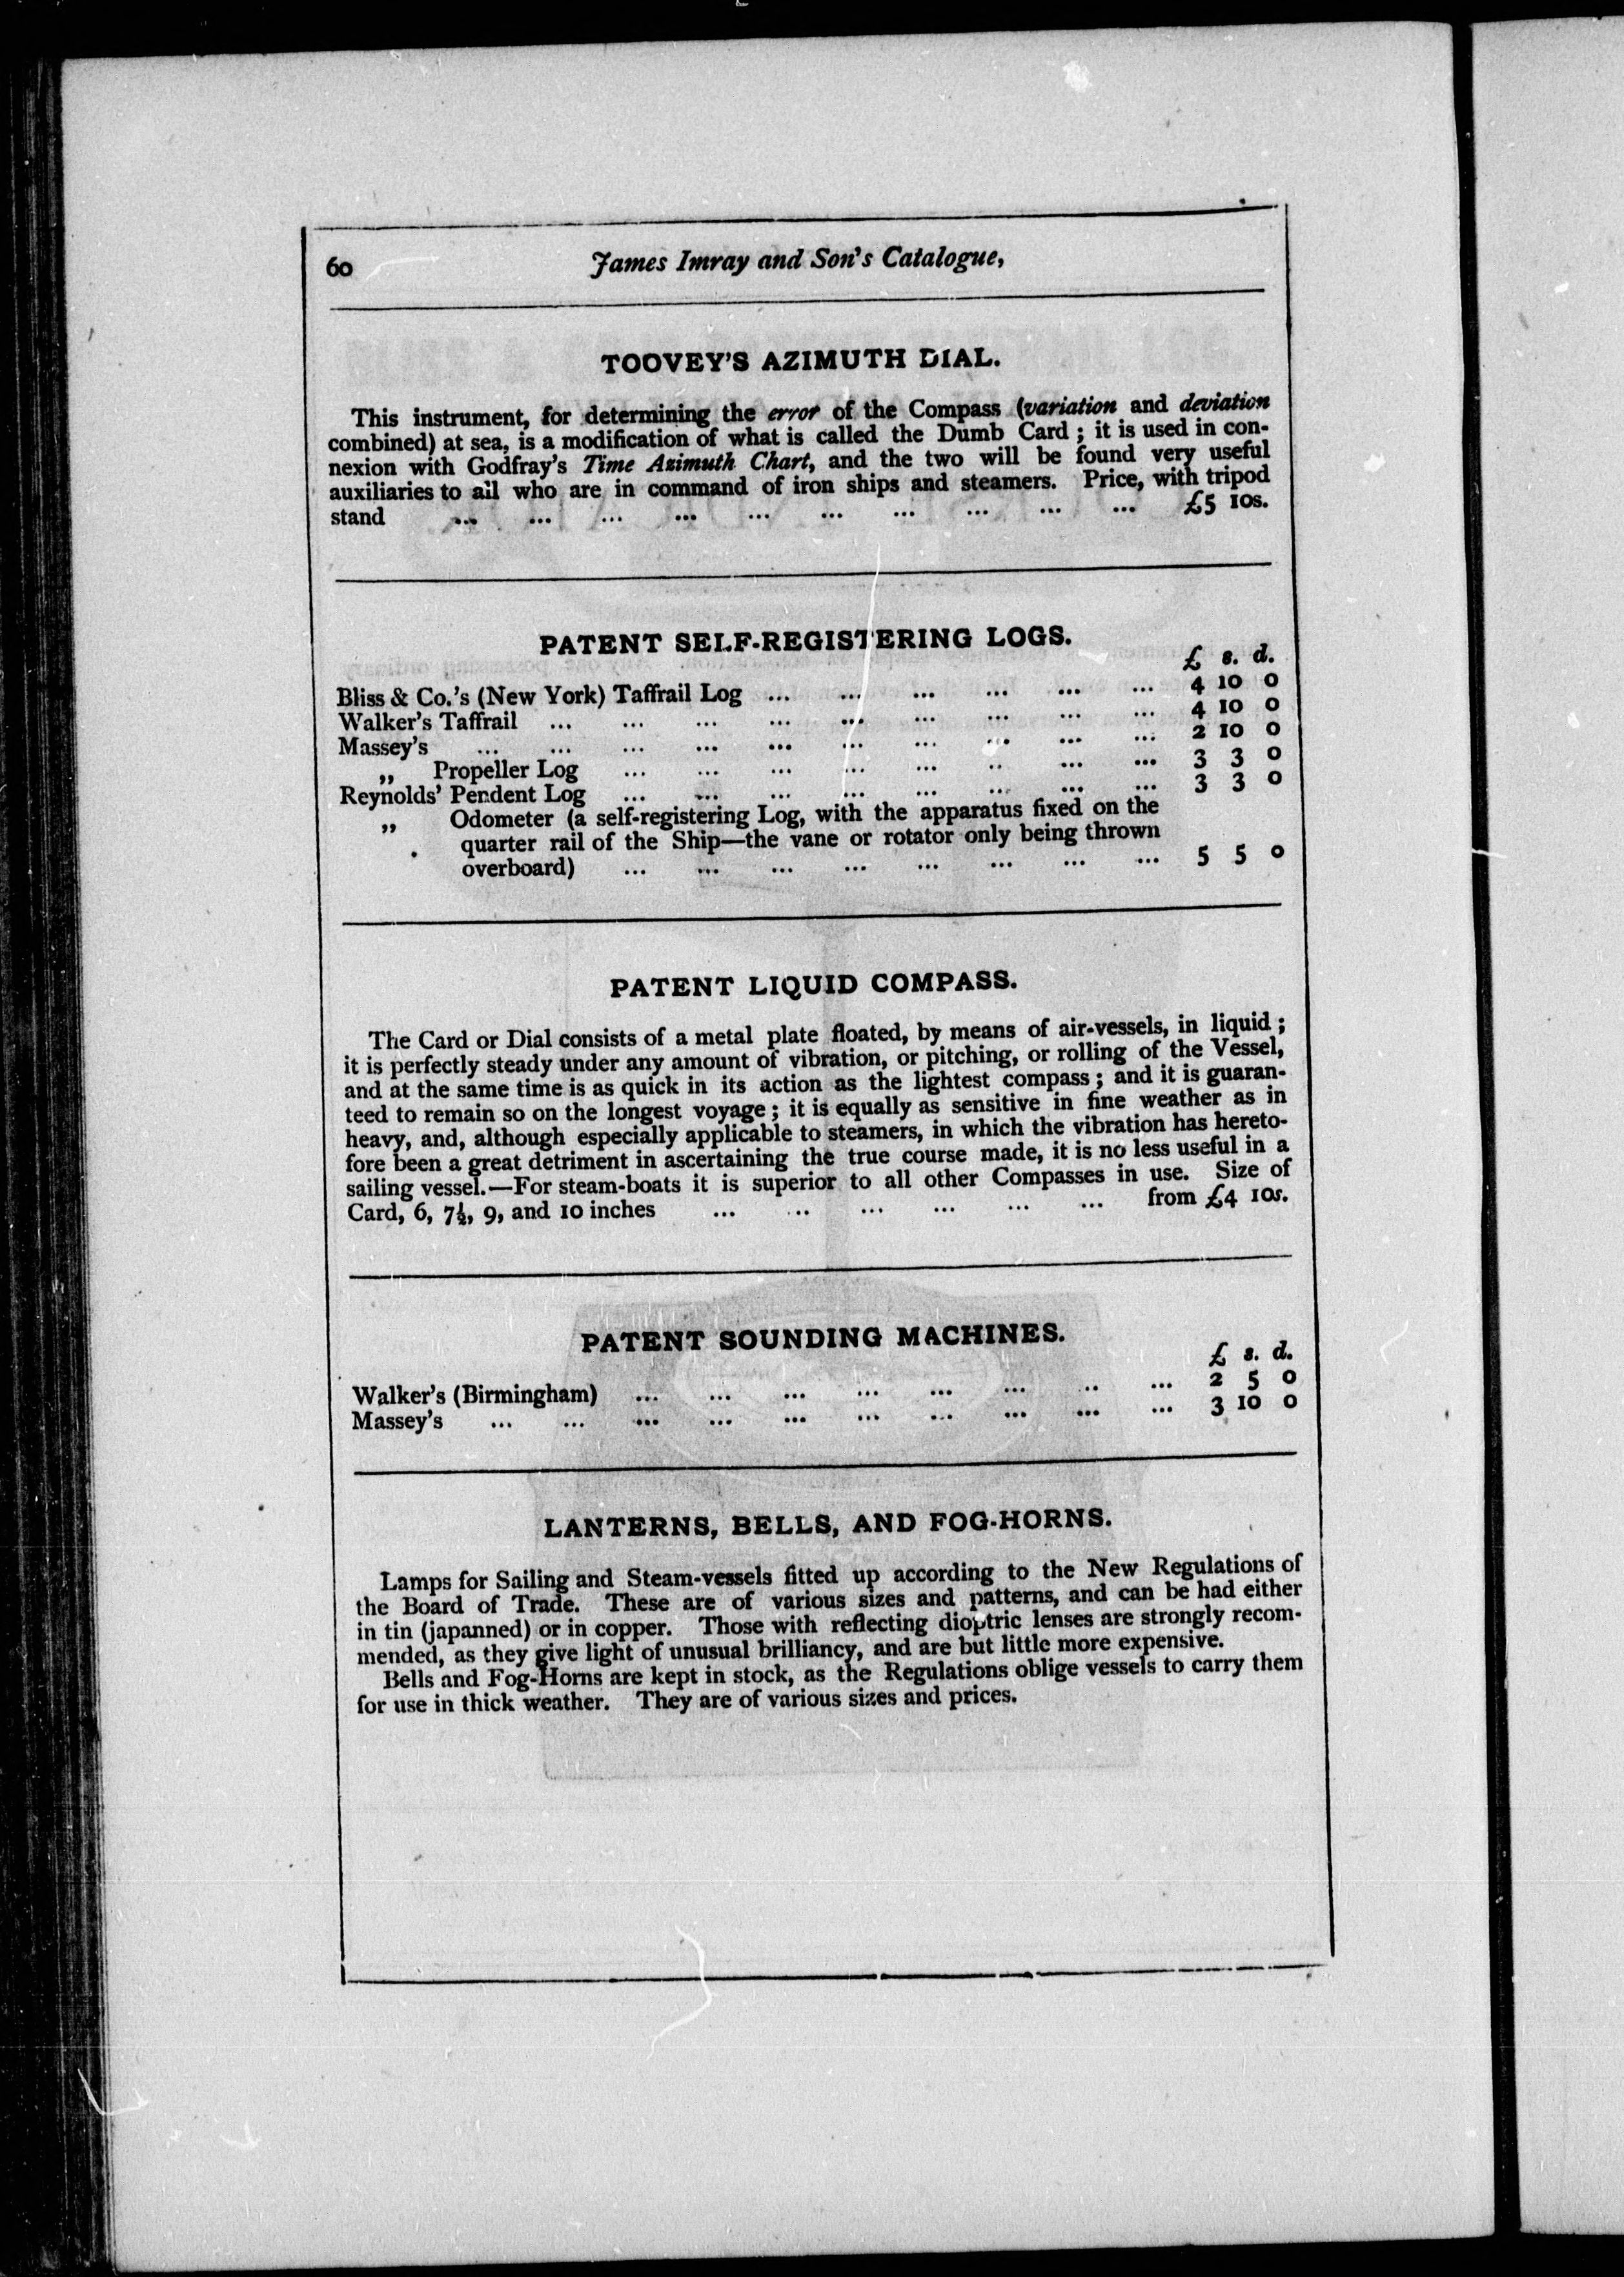 60
James Imray and Son's Catalogue,
TOOVEY'S AZIMUTH DIAL.
This instrument, for determining the error of the Compass (variation and deviation
combined) at sea, is a modification of what is called the Dumb Card ; it is used in con-
nexion with Godfray's Time Azimuth Chart, and the two will be found very useful
auxiliaries to all who are in command of iron ships and steamers. Price, with tripod
stand ... ... ... ... ... ... ... ... ... ... £5 10s.
PATENT SELF-REGISTERING LOGS.
£ s. d.
Bliss & Co.'s (New York) Taffrail Log ... ... ... ... ... ... 4 10 0
Walker's Taffrail ... ... ... ... ... ... ... ... ... 4 10 0
Massey's ... ... ... ... ... ... ... ... ... ... 2 10 0
„ Propeller Log ... ... ... ... ... .. ... ... 3 3 0
Reynolds' Pendent Log ... ... ... ... ... ... ... ... 3 3 0
„ Odometer (a self-registering Log, with the apparatus fixed on the
quarter rail of the Ship—the vane or rotator only being thrown
overboard) ... ... ... ... ... ... ... ... 5 5 0
PATENT LIQUID COMPASS.
The Card or Dial consists of a metal plate floated, by means of air-vessels, in liquid ;
it is perfectly steady under any amount of vibration, or pitching, or rolling of the Vessel,
and at the same time is as quick in its action as the lightest compass ; and it is guaran-
teed to remain so on the longest voyage ; it is equally as sensitive in fine weather as in
heavy, and, although especially applicable to steamers, in which the vibration has hereto-
fore been a great detriment in ascertaining the true course made, it is no less useful in a
sailing vessel.—For steam-boats it is superior to all other Compasses in use. Size of
Card, 6, 7½, 9, and 10 inches ... .. ... ... ... ... from £4 10s.
PATENT SOUNDING MACHINES.
£ s. d.
Walker's (Birmingham) ... ... ... ... ... ... .. ... 2 5 0
Massey's ... ... ... ... ... ... ... ... ... ... 3 10 0
LANTERNS, BELLS, AND FOG-HORNS.
Lamps for Sailing and Steam-vessels fitted up according to the New Regulations of
the Board of Trade. These are of various sizes and patterns, and can be had either
in tin (japanned) or in copper. Those with reflecting dioptric lenses are strongly recom-
mended, as they give light of unusual brilliancy, and are but little more expensive.
Bells and Fog-Horns are kept in stock, as the Regulations oblige vessels to carry them
for use in thick weather. They are of various sizes and prices.